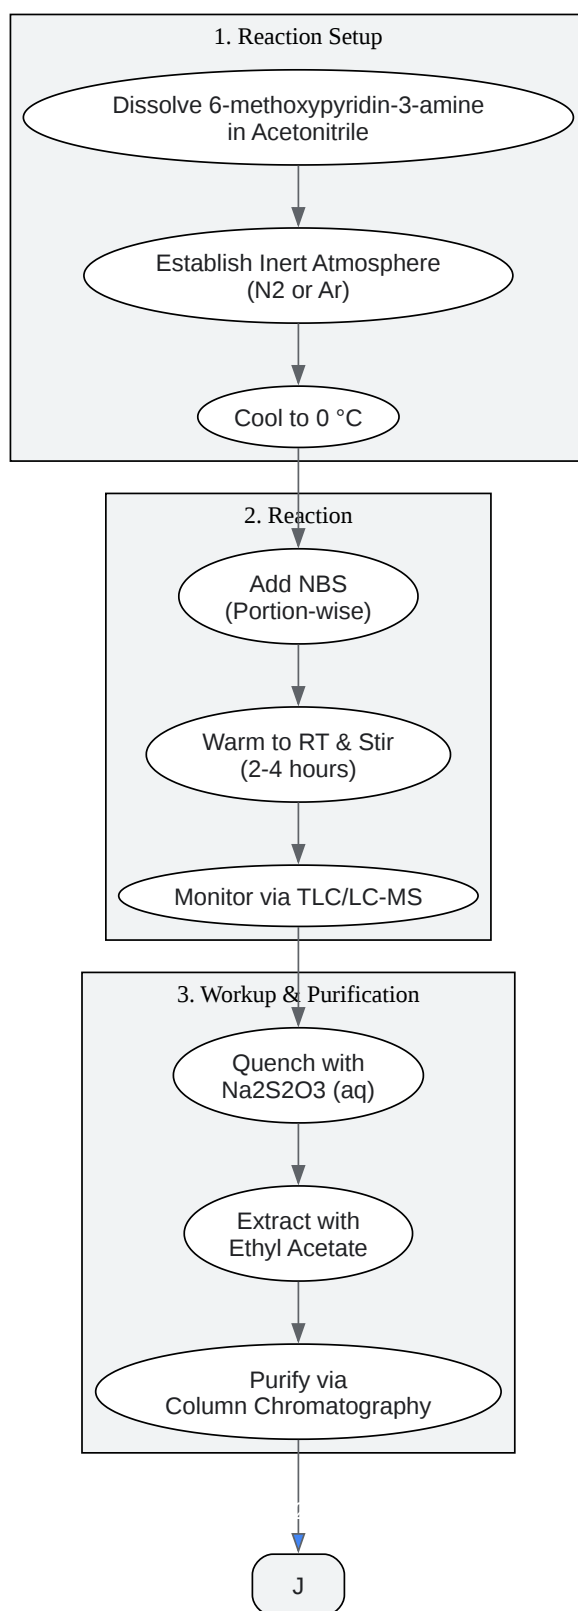 1. Reaction Setup
Dissolve 6-methoxypyridin-3-amine
in Acetonitrile
Establish Inert Atmosphere
(N2 or Ar)
Cool to 0 °C
2. Reaction
Add NBS
(Portion-wise)
Warm to RT & Stir
(2-4 hours)
Monitor via TLC/LC-MS
3. Workup & Purification
Quench with
Na2S2O3 (aq)
Extract with
Ethyl Acetate
Purify via
Column Chromatography
J